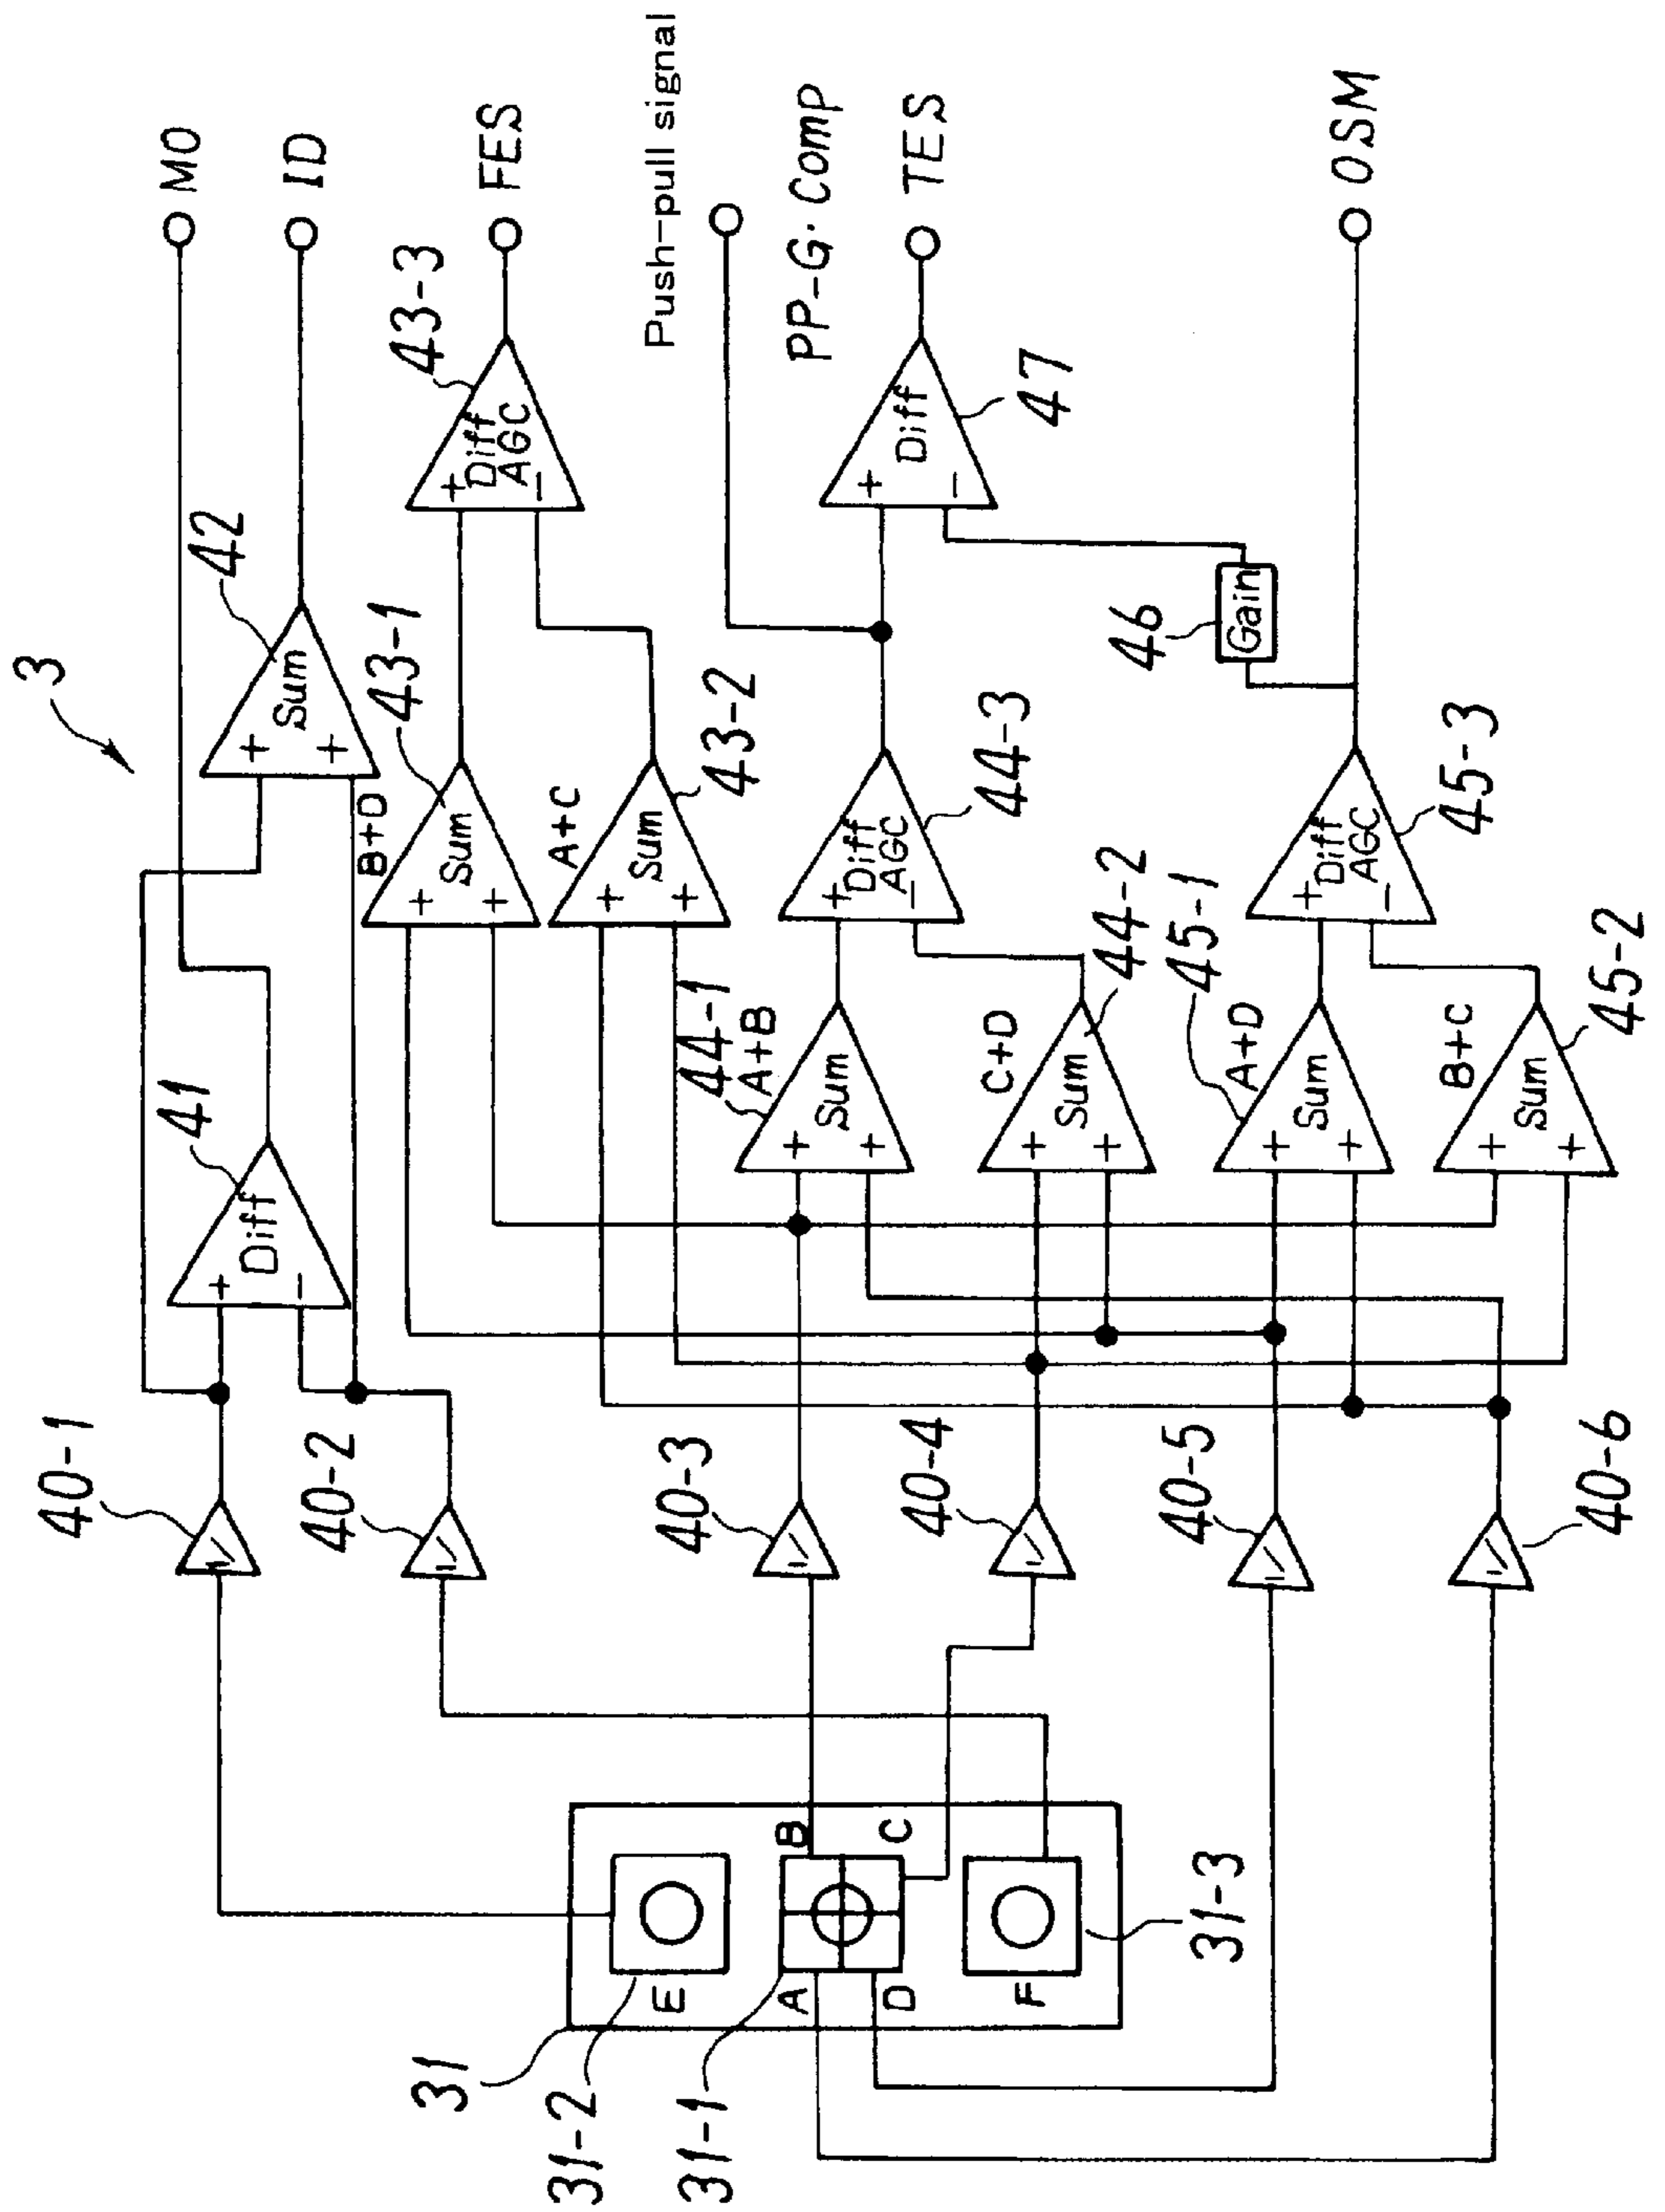 3
40-1
41
42
MO
ID
40-2
43-1
43-3
FES
B+D
Sum
Diff
Sum
Diff
AGC
+
-
+
+
+
+
+
-
A+C
Sum
+
+
43-2
Push-pull signal
40-3
44-1
A+B
Sum
+
+
Diff
AGC
+
-
44-3
PP-G. Comp
Diff
+
-
TES
47
40-4
C+D
Sum
+
+
44-2
46
Gain
40-5
45-1
A+D
Sum
+
+
Diff
AGC
+
-
45-3
OSM
40-6
B+C
Sum
+
+
45-2
31
31-2
31-1
E
A
B
C
D
F
31-3
I
V
I
V
I
V
I
V
I
V
I
V